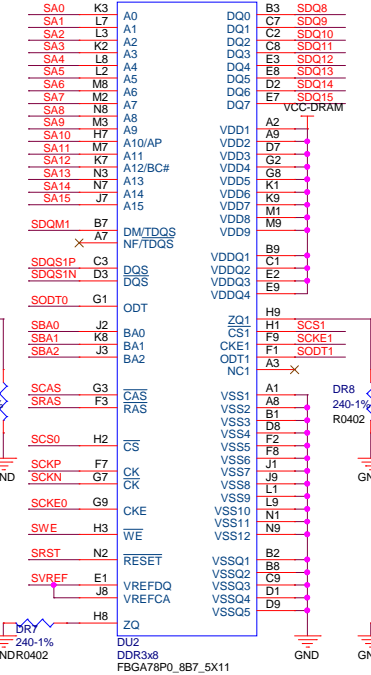 SA0 K3 A0 DQ0 B3 SDQ8
SA1 L7 A1 DQ1 C7 SDQ9
SA2 L3 A2 DQ2 C2 SDQ10
SA3 K2 A3 DQ3 C8 SDQ11
SA4 L8 A4 DQ4 E3 SDQ12
SA5 L2 A5 DQ5 E8 SDQ13
SA6 M8 A6 DQ6 D2 SDQ14
SA7 M2 A7 DQ7 E7 SDQ15
VCC-DRAM
SA8 N8 A8
SA9 M3 A9 VDD1 A2
SA10 H7 A10/AP VDD2 A9
SA11 M7 A11 VDD3 D7
SA12 K7 A12/BC# VDD4 G2
SA13 N3 A13 VDD5 G8
SA14 N7 A14 VDD6 K1
SA15 J7 A15 VDD7 K9
VDD8 M1
SDQM1 B7 DM/TDQS VDD9 M9
A7 NF/TDQS
VDDQ1 B9
SDQS1P C3 DQS VDDQ2 C1
SDQS1N D3 DQS VDDQ3 E2
VDDQ4 E9
SODT0 G1 ODT
ZQ1 H9
SBA0 J2 BA0 CS1 H1 SCS1
SBA1 K8 BA1 CKE1 F9 SCKE1
SBA2 J3 BA2 ODT1 F1 SODT1
NC1 A3
SCAS G3 CAS VSS1 A1
SRAS F3 RAS VSS2 A8
VSS3 B1
VSS4 D8
SCS0 H2 CS VSS5 F2
VSS6 F8
SCKP F7 CK VSS7 J1
SCKN G7 CK VSS8 J9
VSS9 L1
SCKE0 G9 CKE VSS10 L9
VSS11 N1
SWE H3 WE VSS12 N9
SRST N2 RESET VSSQ1 B2
VSSQ2 B8
SVREF E1 VREFDQ VSSQ3 C9
J8 VREFCA VSSQ4 D1
VSSQ5 D9
H8 ZQ
DR8
240-1%
R0402
DR7
240-1%
R0402
DU2
DDR3x8
FBGA78P0_8B7_5X11
GND
ND
ND
GN
GN